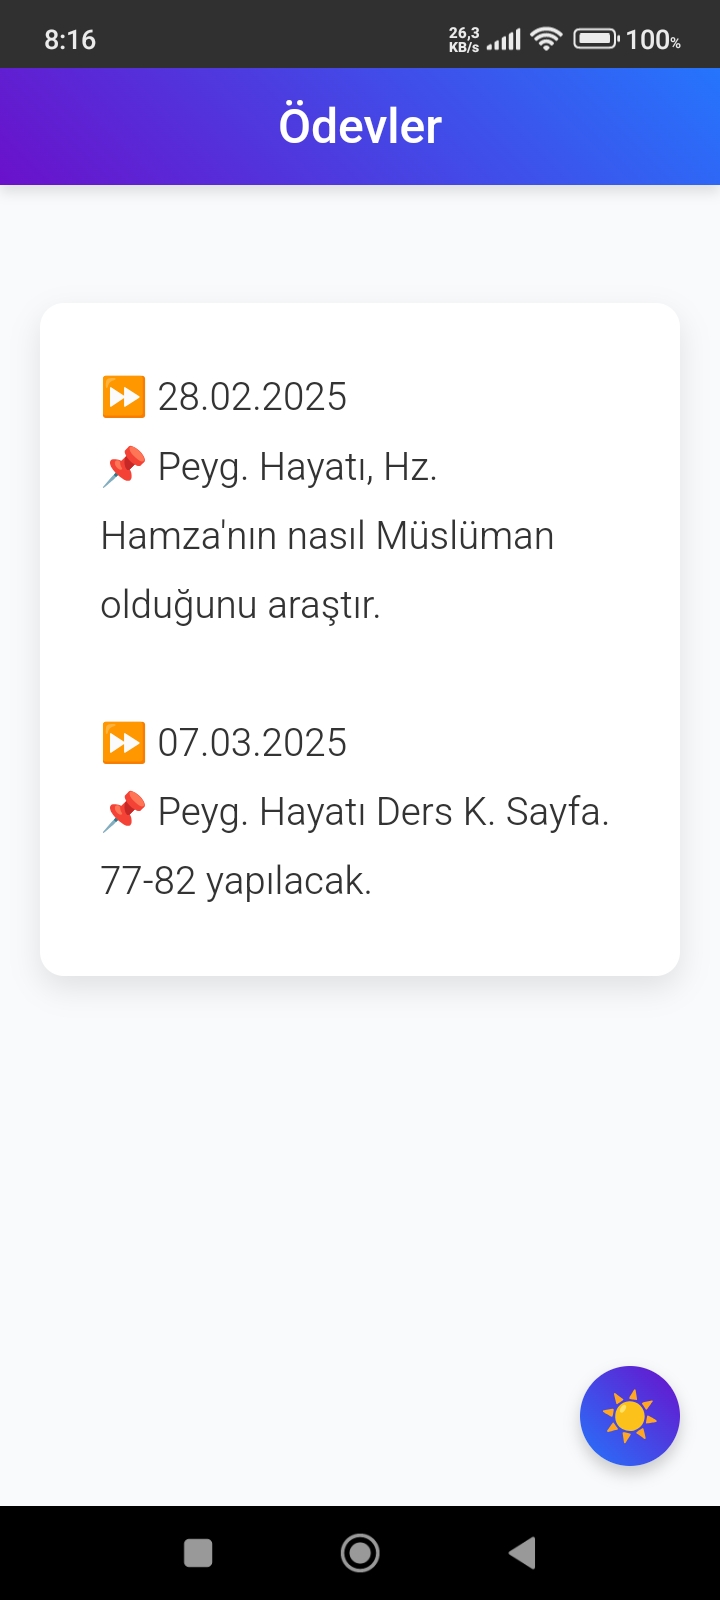 8:16
26,3
KB/s
100%
Ödevler
⏩ 28.02.2025
📌 Peyg. Hayatı, Hz.
Hamza'nın nasıl Müslüman
olduğunu araştır.
⏩ 07.03.2025
📌 Peyg. Hayatı Ders K. Sayfa.
77-82 yapılacak.